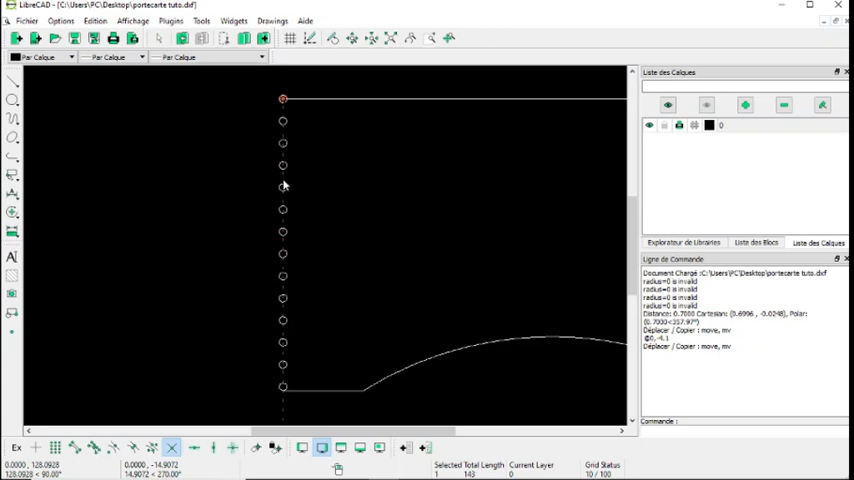 LibreCAD - [C:\Users\PC\Desktop\portecarte tuto.dxf]
Fichier Options Edition Affichage Plugins Tools Widgets Drawings Aide
Par Calque Par Calque Par Calque
Liste des Calques
0
Explorateur de Librairies Liste des Blocs Liste des Calques
Ligne de Commande
Document Chargé :C:\Users\PC\Desktop\portecarte tuto.dxf
radius=0 is invalid
radius=0 is invalid
radius=0 is invalid
radius=0 is invalid
Distance: 0.7000 Cartesian: (0.6996 , -0.0248), Polar:
(0.7000<357.97°)
Déplacer / Copier : move, mv
@0,-4.1
Déplacer / Copier : move, mv
Commande :
Ex
0.0000 , 128.0928 0.0000 , -14.9072 Selected Total Length Current Layer Grid Status
128.0928 < 90.00° 14.9072 < 270.00° 1 143 0 10 / 100